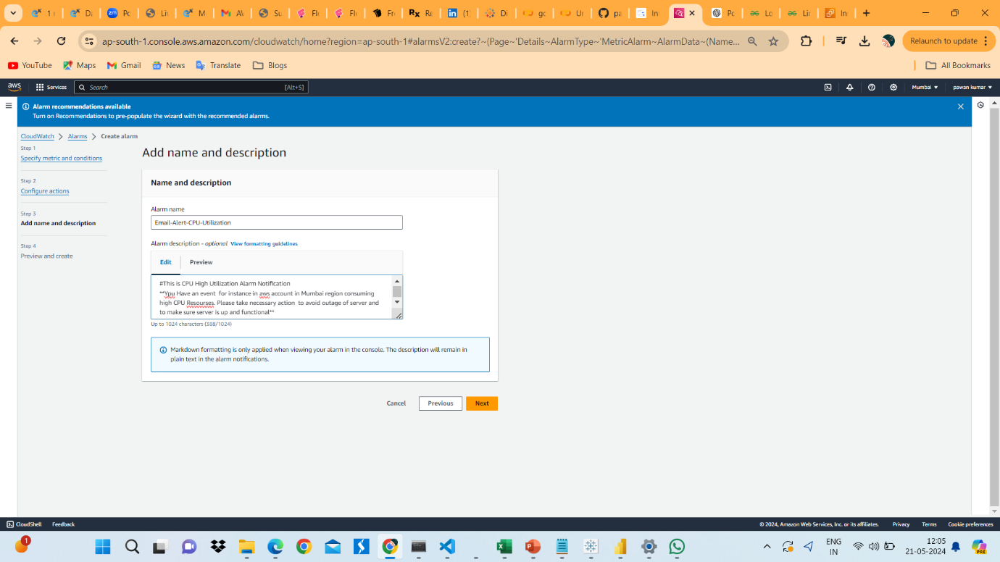 1
Da
Po
Liv
M
AV
Su
Flo
Flo
Fre
Re
(1)
Di
go
Ur
pa
In
Po
Lo
Lin
In
ap-south-1.console.aws.amazon.com/cloudwatch/home?region=ap-south-1#alarmsV2:create?~(Page~'Details~AlarmType~'MetricAlarm~AlarmData~(Name...
Relaunch to update
YouTube
Maps
Gmail
News
Translate
Blogs
All Bookmarks
aws
Services
Search
[Alt+S]
Mumbai
pawan kumar
Alarm recommendations available
Turn on Recommendations to pre-populate the wizard with the recommended alarms.
CloudWatch
Alarms
Create alarm
Step 1
Specify metric and conditions
Step 2
Configure actions
Step 3
Add name and description
Step 4
Preview and create
Add name and description
Name and description
Alarm name
Email-Alert-CPU-Utilization
Alarm description - optional View formatting guidelines
Edit
Preview
#This is CPU High Utilization Alarm Notification
**Ypu Have an event  for instance in aws account in Mumbai region consuming
high CPU Resourses. Please take necessary action  to avoid outage of server and
to make sure server is up and functional**
Up to 1024 characters (388/1024)
Markdown formatting is only applied when viewing your alarm in the console. The description will remain in
plain text in the alarm notifications.
Cancel
Previous
Next
CloudShell
Feedback
© 2024, Amazon Web Services, Inc. or its affiliates.
Privacy
Terms
Cookie preferences
1
ENG
IN
12:05
21-05-2024
PRE